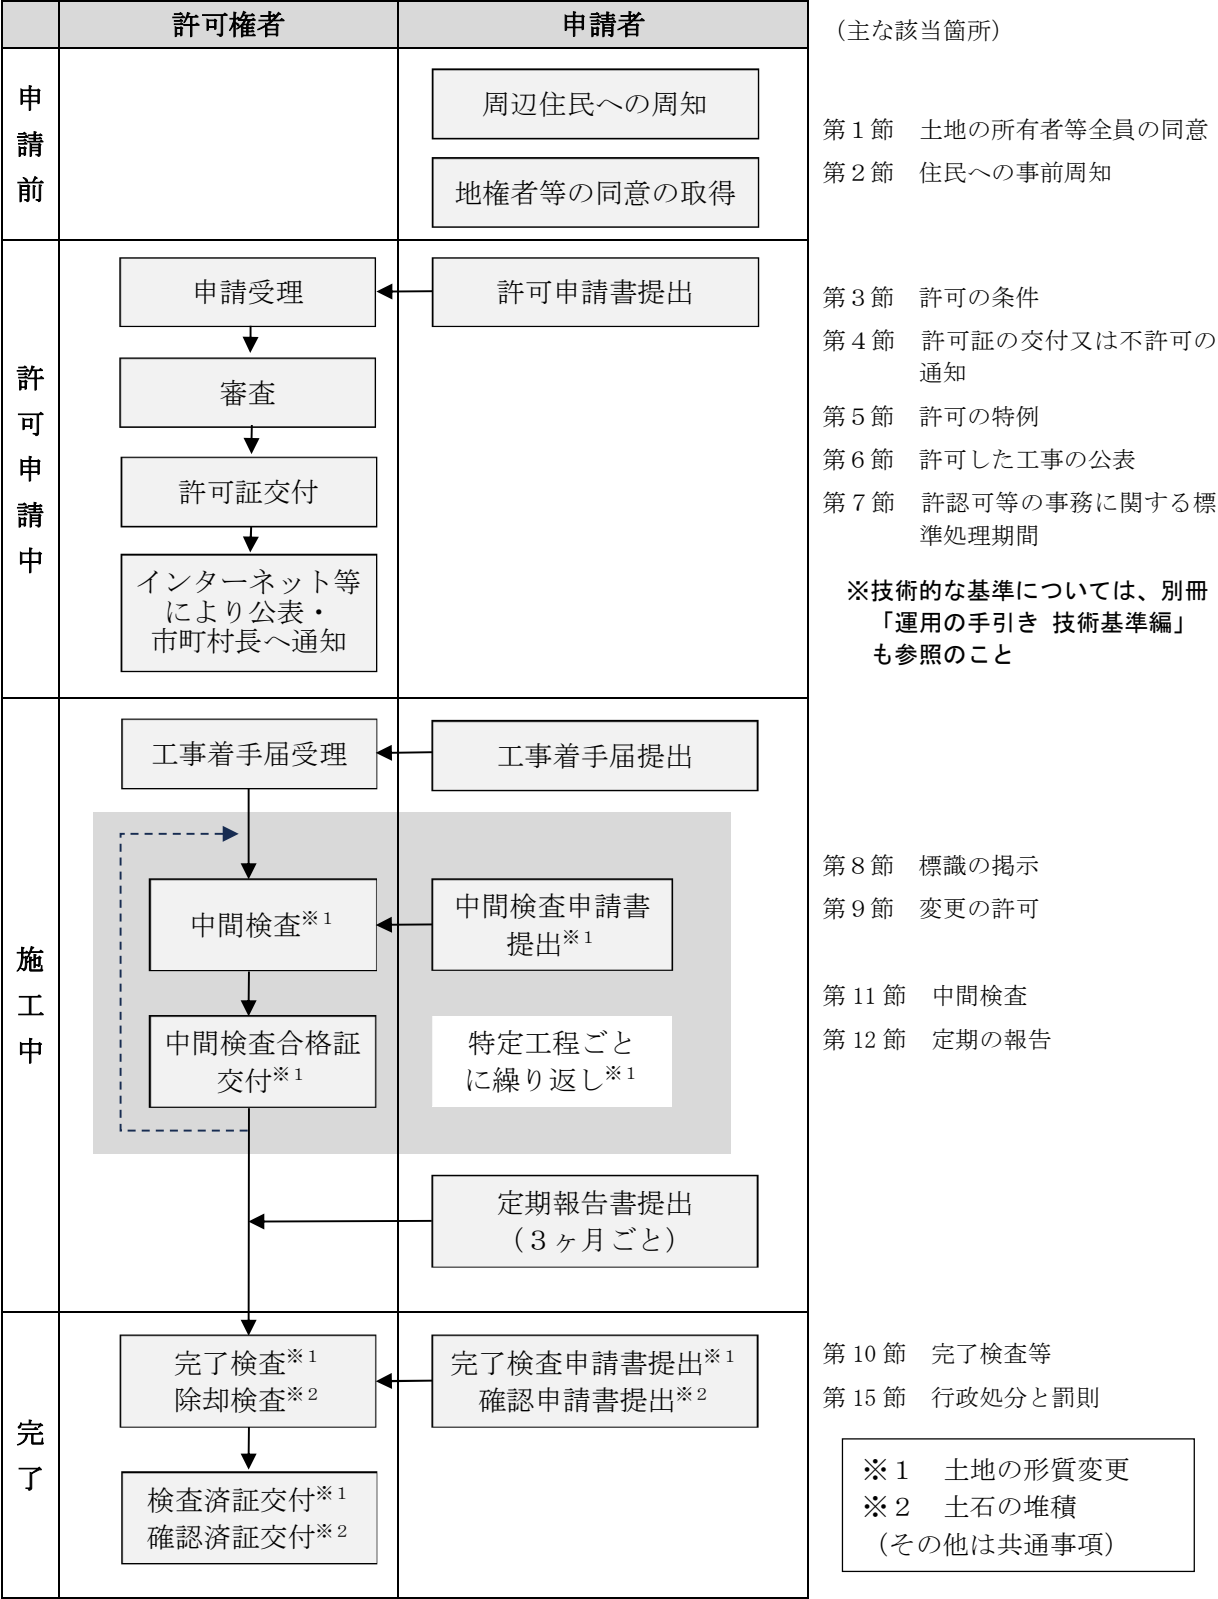 許可権者
申請者
（主な該当箇所）
申請前
周辺住民への周知
地権者等の同意の取得
第１節　土地の所有者等全員の同意
第２節　住民への事前周知
許可申請中
申請受理
許可申請書提出
審査
許可証交付
インターネット等
により公表・
市町村長へ通知
第３節　許可の条件
第４節　許可証の交付又は不許可の
通知
第５節　許可の特例
第６節　許可した工事の公表
第７節　許認可等の事務に関する標
準処理期間
※技術的な基準については、別冊
「運用の手引き 技術基準編」
も参照のこと
施工中
工事着手届受理
工事着手届提出
中間検査※１
中間検査申請書
提出※１
中間検査合格証
交付※１
特定工程ごと
に繰り返し※１
定期報告書提出
（３ヶ月ごと）
第８節　標識の掲示
第９節　変更の許可
第 11 節　中間検査
第 12 節　定期の報告
完了
完了検査※１
除却検査※２
完了検査申請書提出※１
確認申請書提出※２
検査済証交付※１
確認済証交付※２
第 10 節　完了検査等
第 15 節　行政処分と罰則
※１　土地の形質変更
※２　土石の堆積
（その他は共通事項）